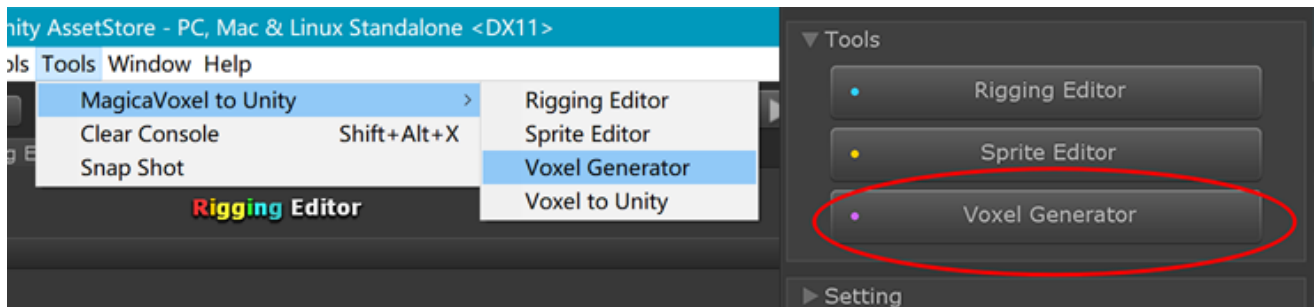 nity AssetStore - PC, Mac & Linux Standalone <DX11>
ols Tools Window Help
MagicaVoxel to Unity >
Clear Console Shift+Alt+X
Snap Shot
Rigging Editor
Sprite Editor
Voxel Generator
Voxel to Unity
g E
Rigging Editor
Tools
Rigging Editor
Sprite Editor
Voxel Generator
Setting